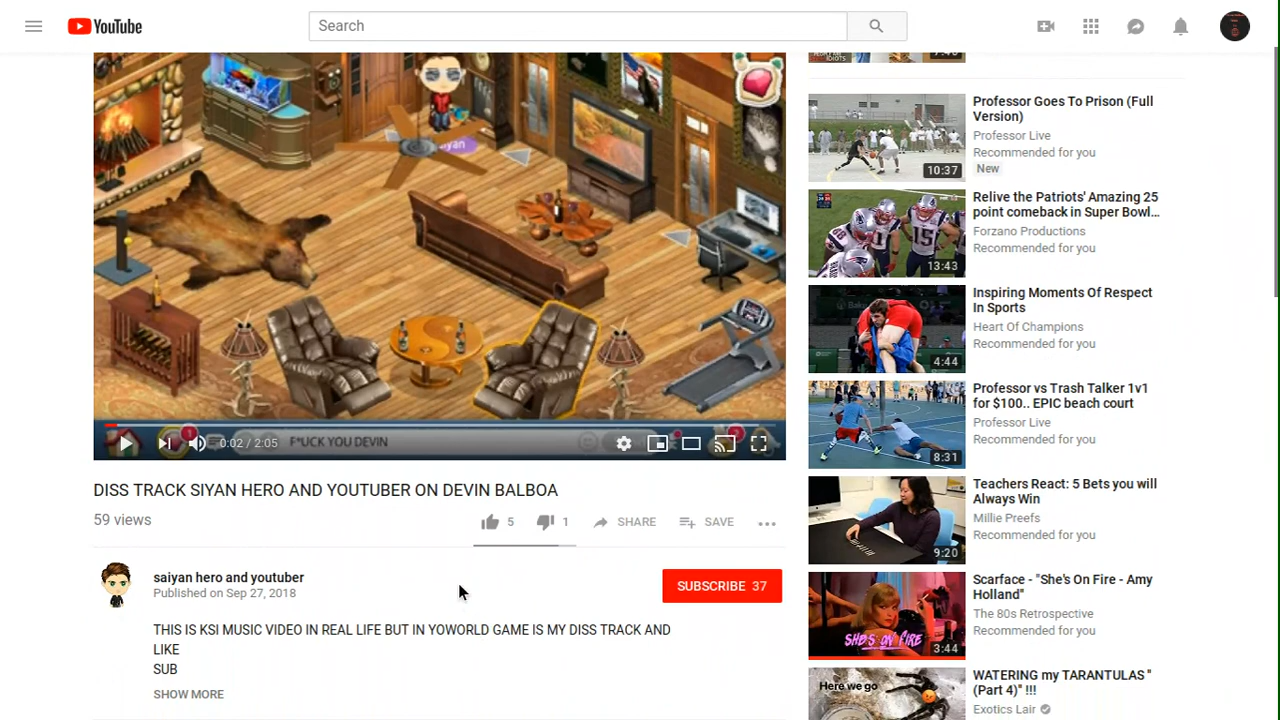 YouTube
Search
yan
0:02 / 2:05
F*UCK YOU DEVIN
DISS TRACK SIYAN HERO AND YOUTUBER ON DEVIN BALBOA
59 views
5
1
SHARE
SAVE
saiyan hero and youtuber
Published on Sep 27, 2018
SUBSCRIBE 37
THIS IS KSI MUSIC VIDEO IN REAL LIFE BUT IN YOWORLD GAME IS MY DISS TRACK AND
LIKE
SUB
SHOW MORE
Professor Goes To Prison (Full
Version)
Professor Live
Recommended for you
New
10:37
Relive the Patriots' Amazing 25
point comeback in Super Bowl…
Forzano Productions
Recommended for you
13:43
Inspiring Moments Of Respect
In Sports
Heart Of Champions
Recommended for you
4:44
Professor vs Trash Talker 1v1
for $100.. EPIC beach court
Professor Live
Recommended for you
8:31
Teachers React: 5 Bets you will
Always Win
Millie Preefs
Recommended for you
9:20
Scarface - "She's On Fire - Amy
Holland"
The 80s Retrospective
Recommended for you
SHE'S ON FIRE
3:44
WATERING my TARANTULAS "
(Part 4)" !!!
Exotics Lair
Here we go